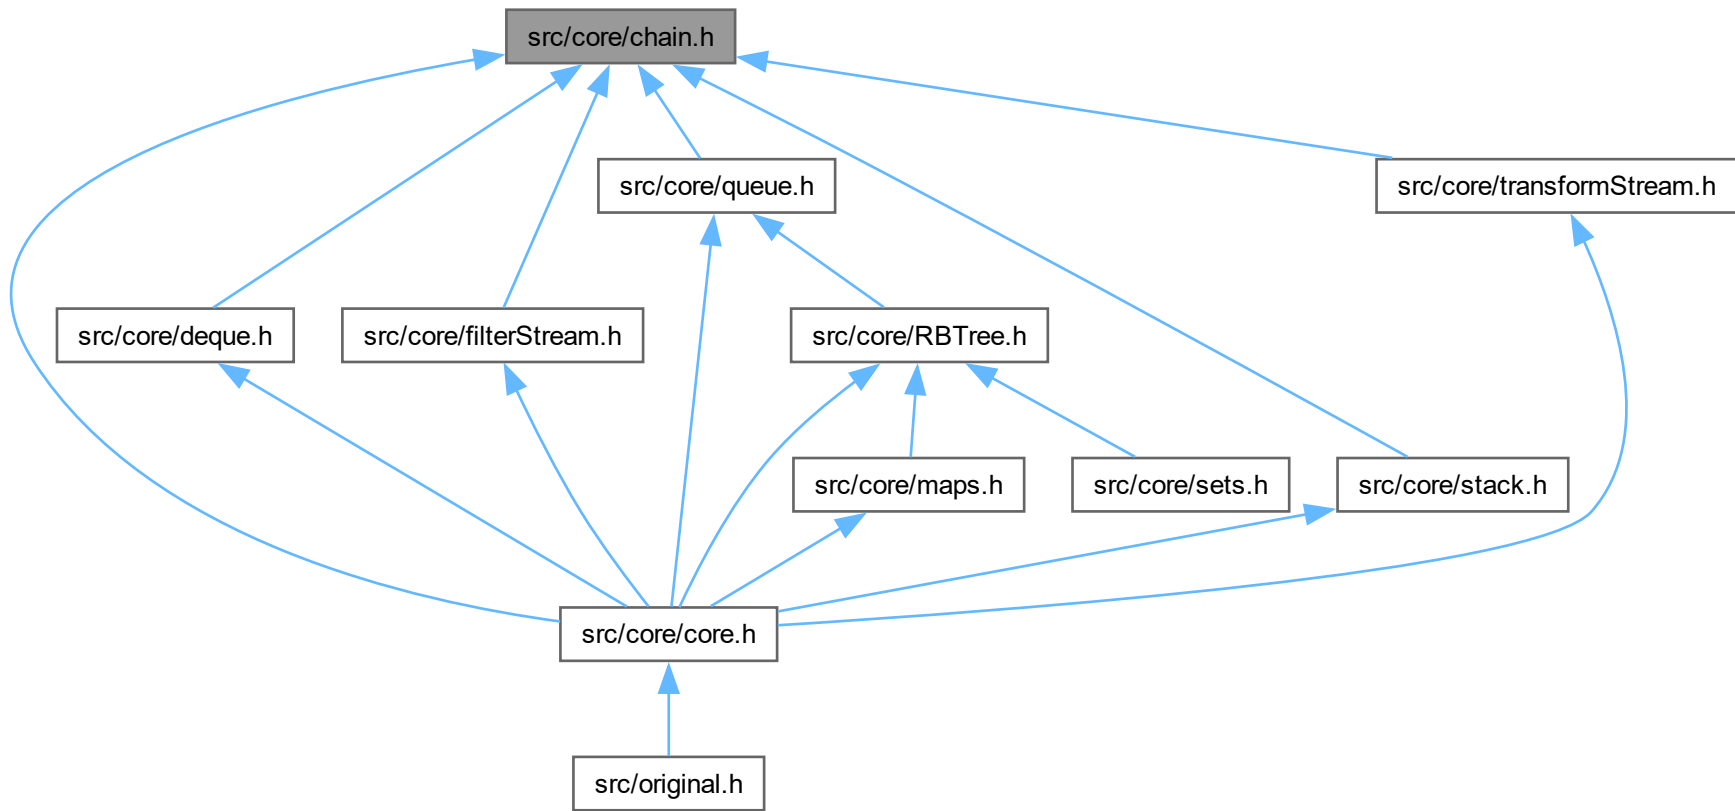 src/core/chain.h
src/core/queue.h
src/core/transformStream.h
src/core/deque.h
src/core/filterStream.h
src/core/RBTree.h
src/core/maps.h
src/core/sets.h
src/core/stack.h
src/core/core.h
src/original.h